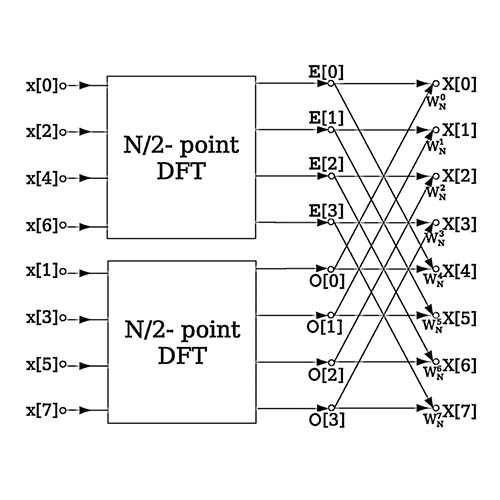 x[0] E[0] X[0]
W_N^0
x[2] E[1] X[1]
W_N^1
N/2- point
DFT
x[4] E[2] X[2]
W_N^2
x[6] E[3] X[3]
W_N^3
x[1] O[0] X[4]
W_N^4
x[3] O[1] X[5]
W_N^5
N/2- point
DFT
x[5] O[2] X[6]
W_N^6
x[7] O[3] X[7]
W_N^7